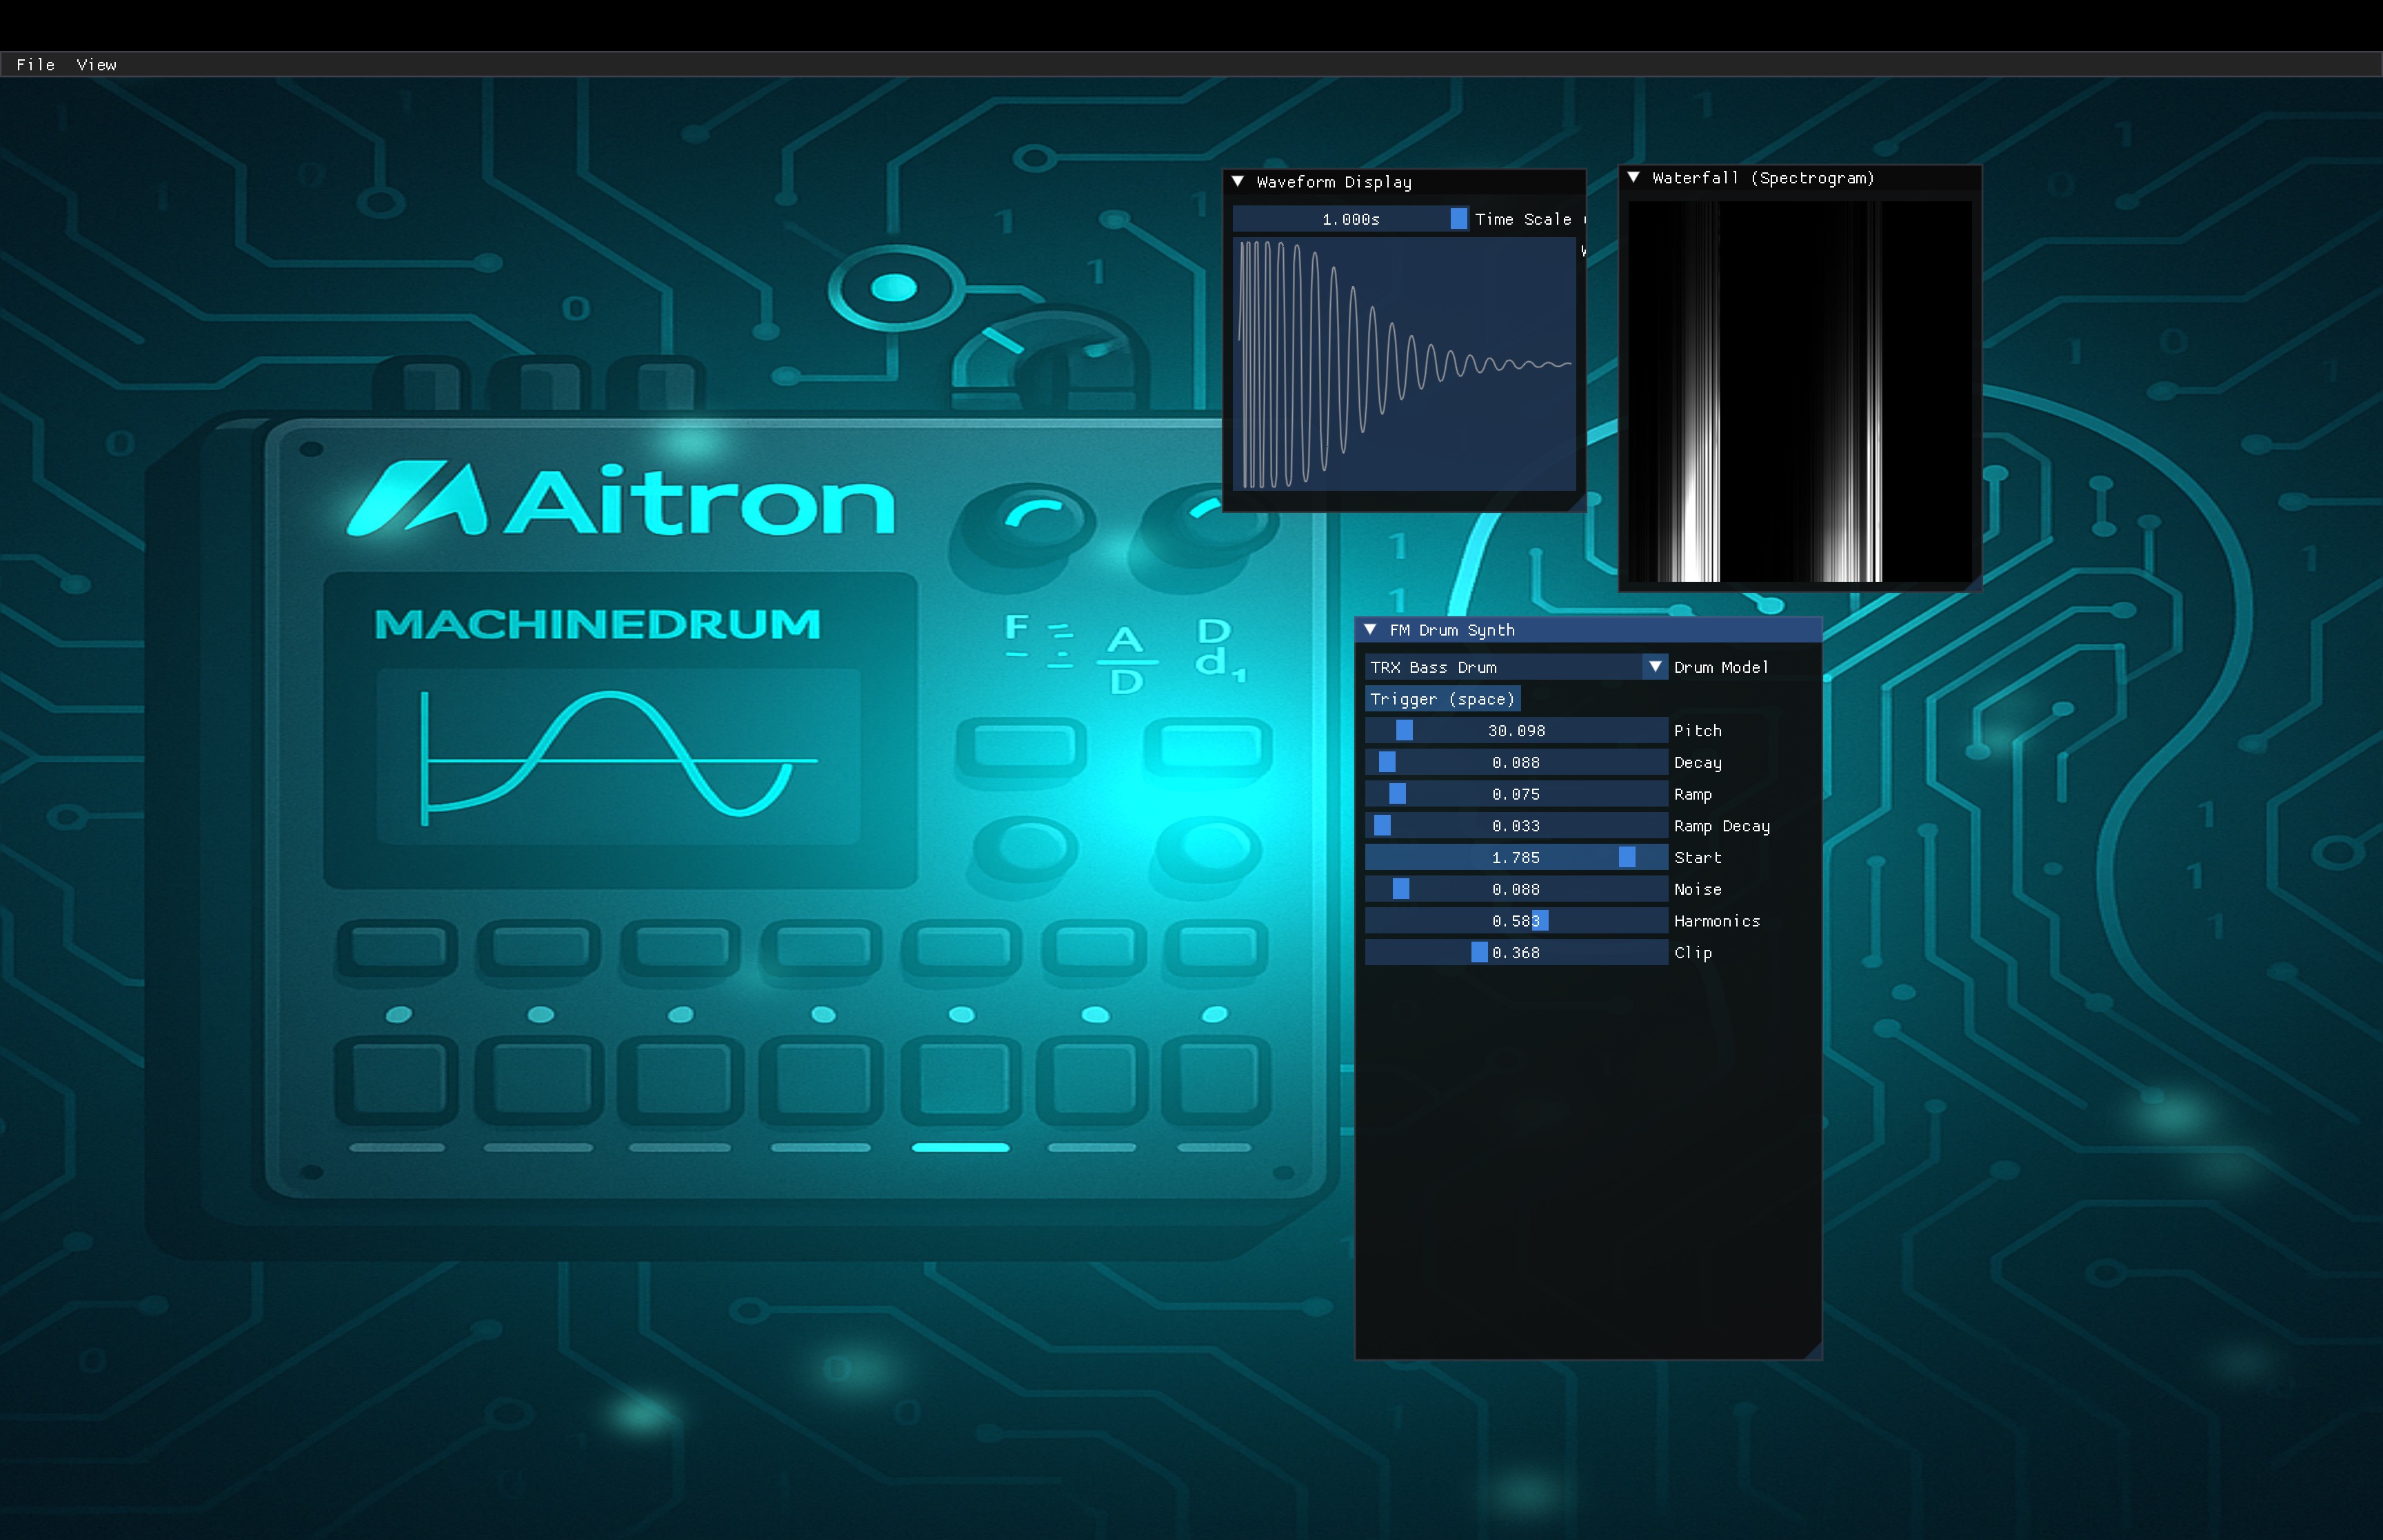 File View
Waveform Display
1.000s Time Scale
Waterfall (Spectrogram)
Aitron
MACHINEDRUM
F
A
D
D
d1
FM Drum Synth
TRX Bass Drum Drum Model
Trigger (space)
30.098 Pitch
0.088 Decay
0.075 Ramp
0.033 Ramp Decay
1.785 Start
0.088 Noise
0.583 Harmonics
0.368 Clip